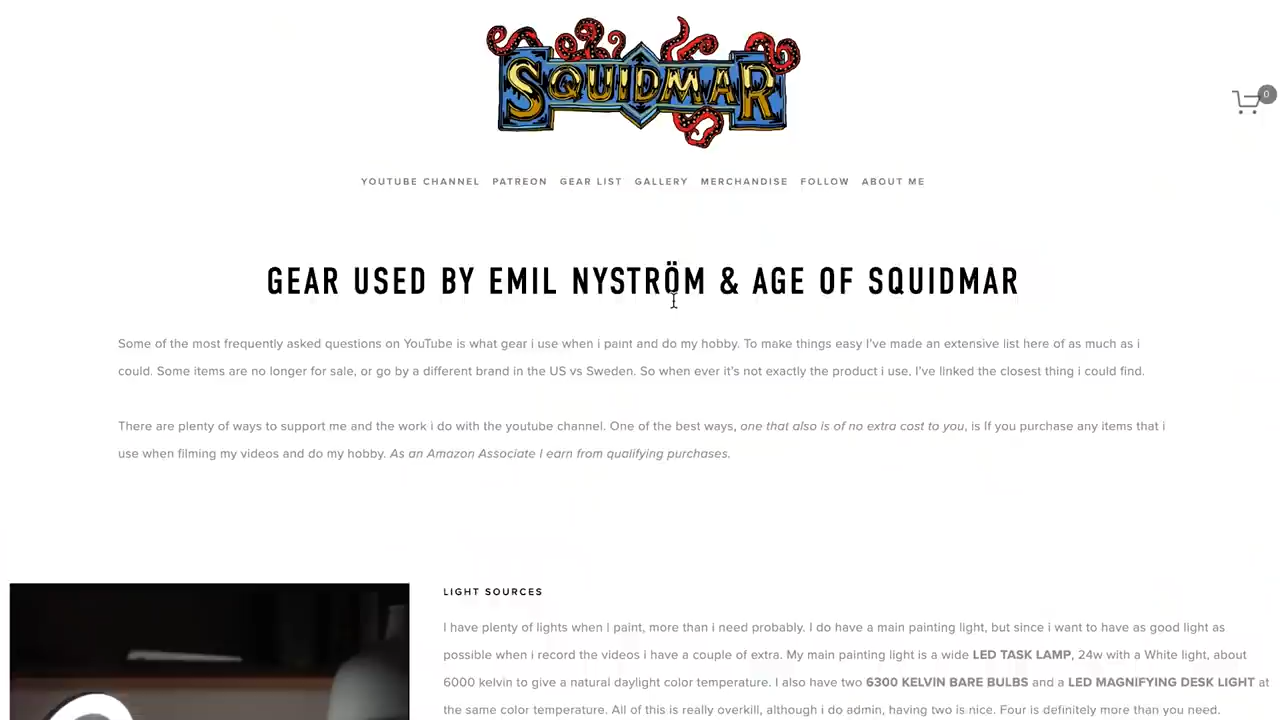 SQUIDMAR
0
YOUTUBE CHANNEL PATREON GEAR LIST GALLERY MERCHANDISE FOLLOW ABOUT ME
GEAR USED BY EMIL NYSTRÖM & AGE OF SQUIDMAR
Some of the most frequently asked questions on YouTube is what gear i use when i paint and do my hobby. To make things easy I've made an extensive list here of as much as i
could. Some items are no longer for sale, or go by a different brand in the US vs Sweden. So when ever it's not exactly the product i use, I've linked the closest thing i could find.
There are plenty of ways to support me and the work i do with the youtube channel. One of the best ways, one that also is of no extra cost to you, is If you purchase any items that i
use when filming my videos and do my hobby. As an Amazon Associate I earn from qualifying purchases.
LIGHT SOURCES
I have plenty of lights when I paint, more than i need probably. I do have a main painting light, but since i want to have as good light as
possible when i record the videos i have a couple of extra. My main painting light is a wide LED TASK LAMP, 24w with a White light, about
6000 kelvin to give a natural daylight color temperature. I also have two 6300 KELVIN BARE BULBS and a LED MAGNIFYING DESK LIGHT at
the same color temperature. All of this is really overkill, although i do admin, having two is nice. Four is definitely more than you need.